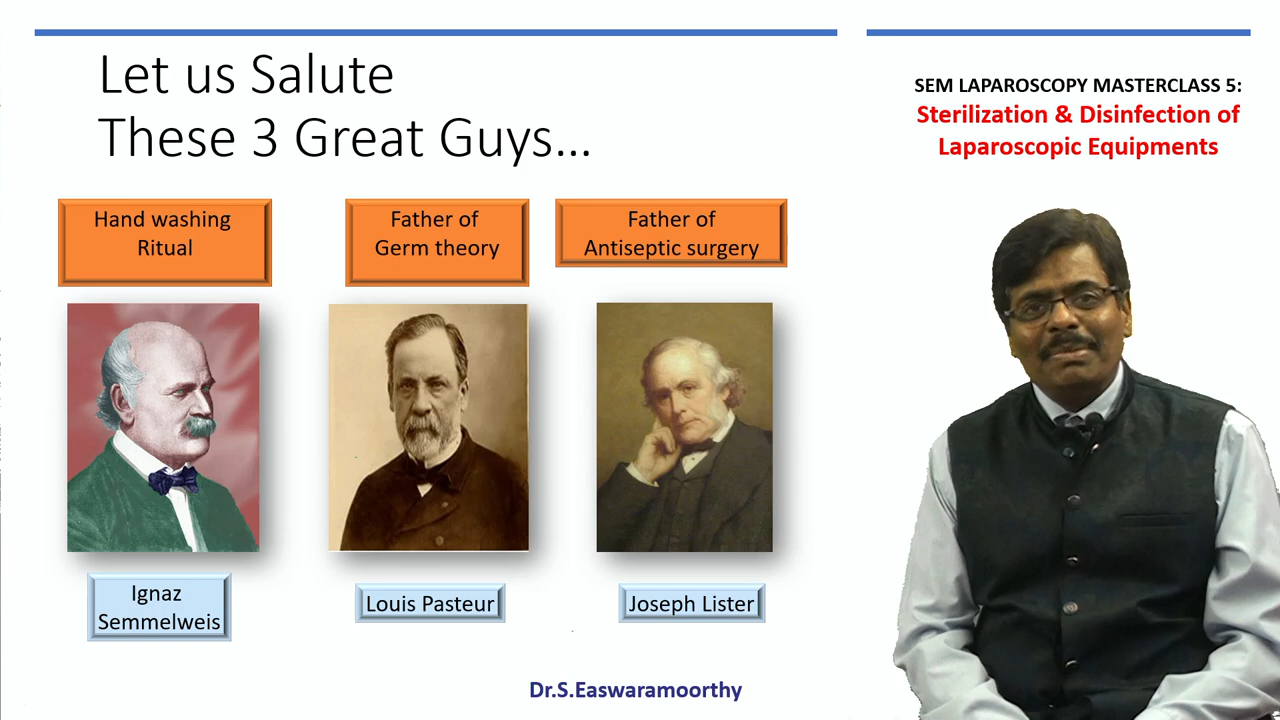 Let us Salute
These 3 Great Guys...
SEM LAPAROSCOPY MASTERCLASS 5:
Sterilization & Disinfection of
Laparoscopic Equipments
Hand washing
Ritual
Father of
Germ theory
Father of
Antiseptic surgery
Ignaz
Semmelweis
Louis Pasteur
Joseph Lister
Dr.S.Easwaramoorthy